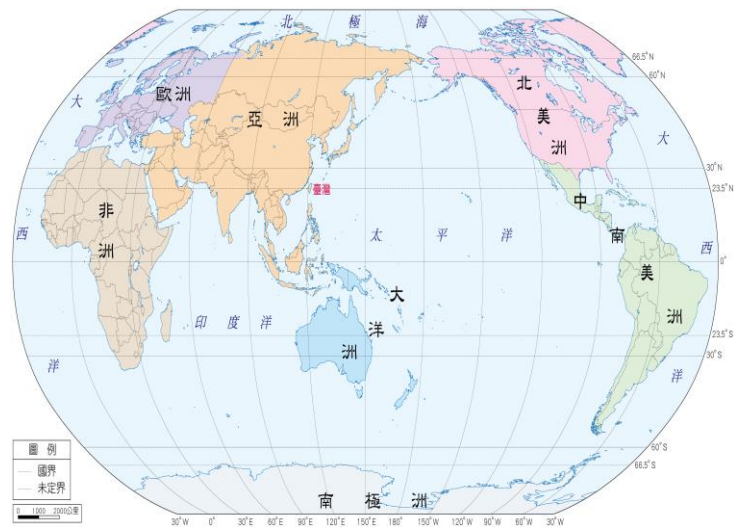 北極海
66.5°N
60°N
歐洲
亞洲
北美洲
大西洋
大西洋
30°N
23.5°N
臺灣
非洲
中南美洲
太平洋
0°
印度洋
大洋洲
23.5°S
30°S
60°S
66.5°S
南極洲
圖例
國界
未定界
0 1000 2000公里
30°W 0° 30°E 60°E 90°E 120°E 150°E 180° 150°W 120°W 90°W 60°W 30°W